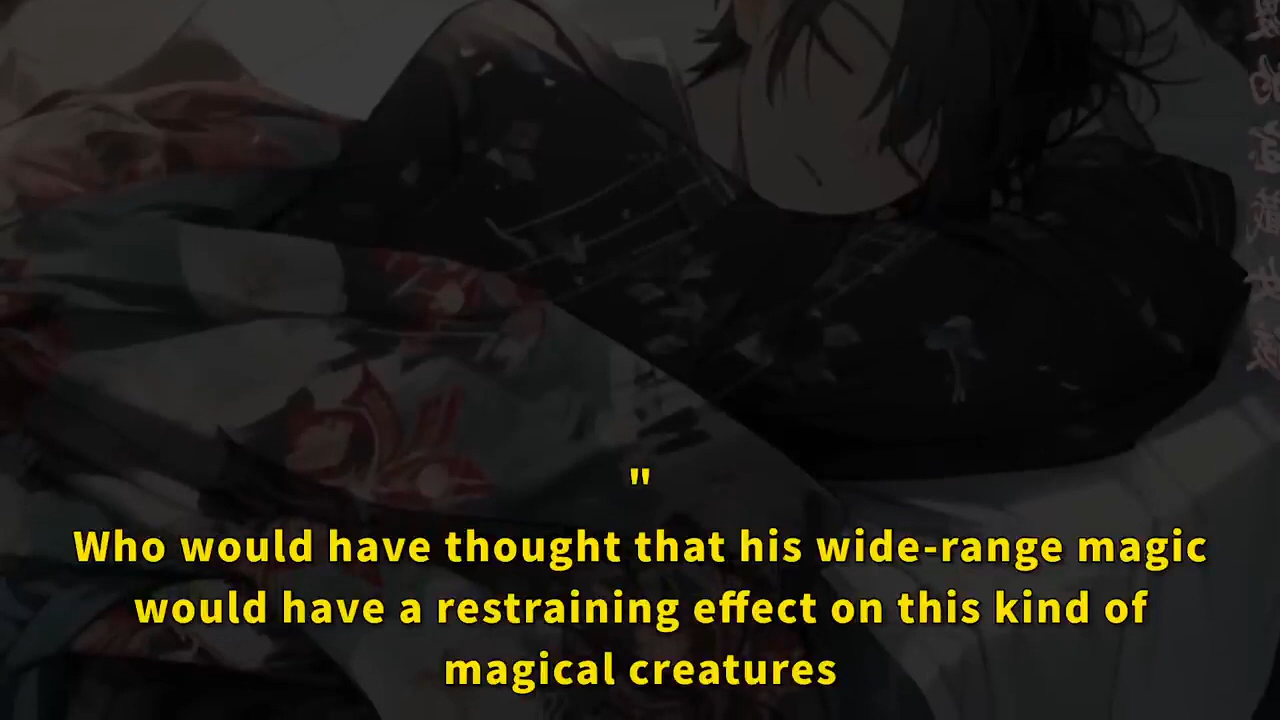 "
Who would have thought that his wide-range magic
would have a restraining effect on this kind of
magical creatures